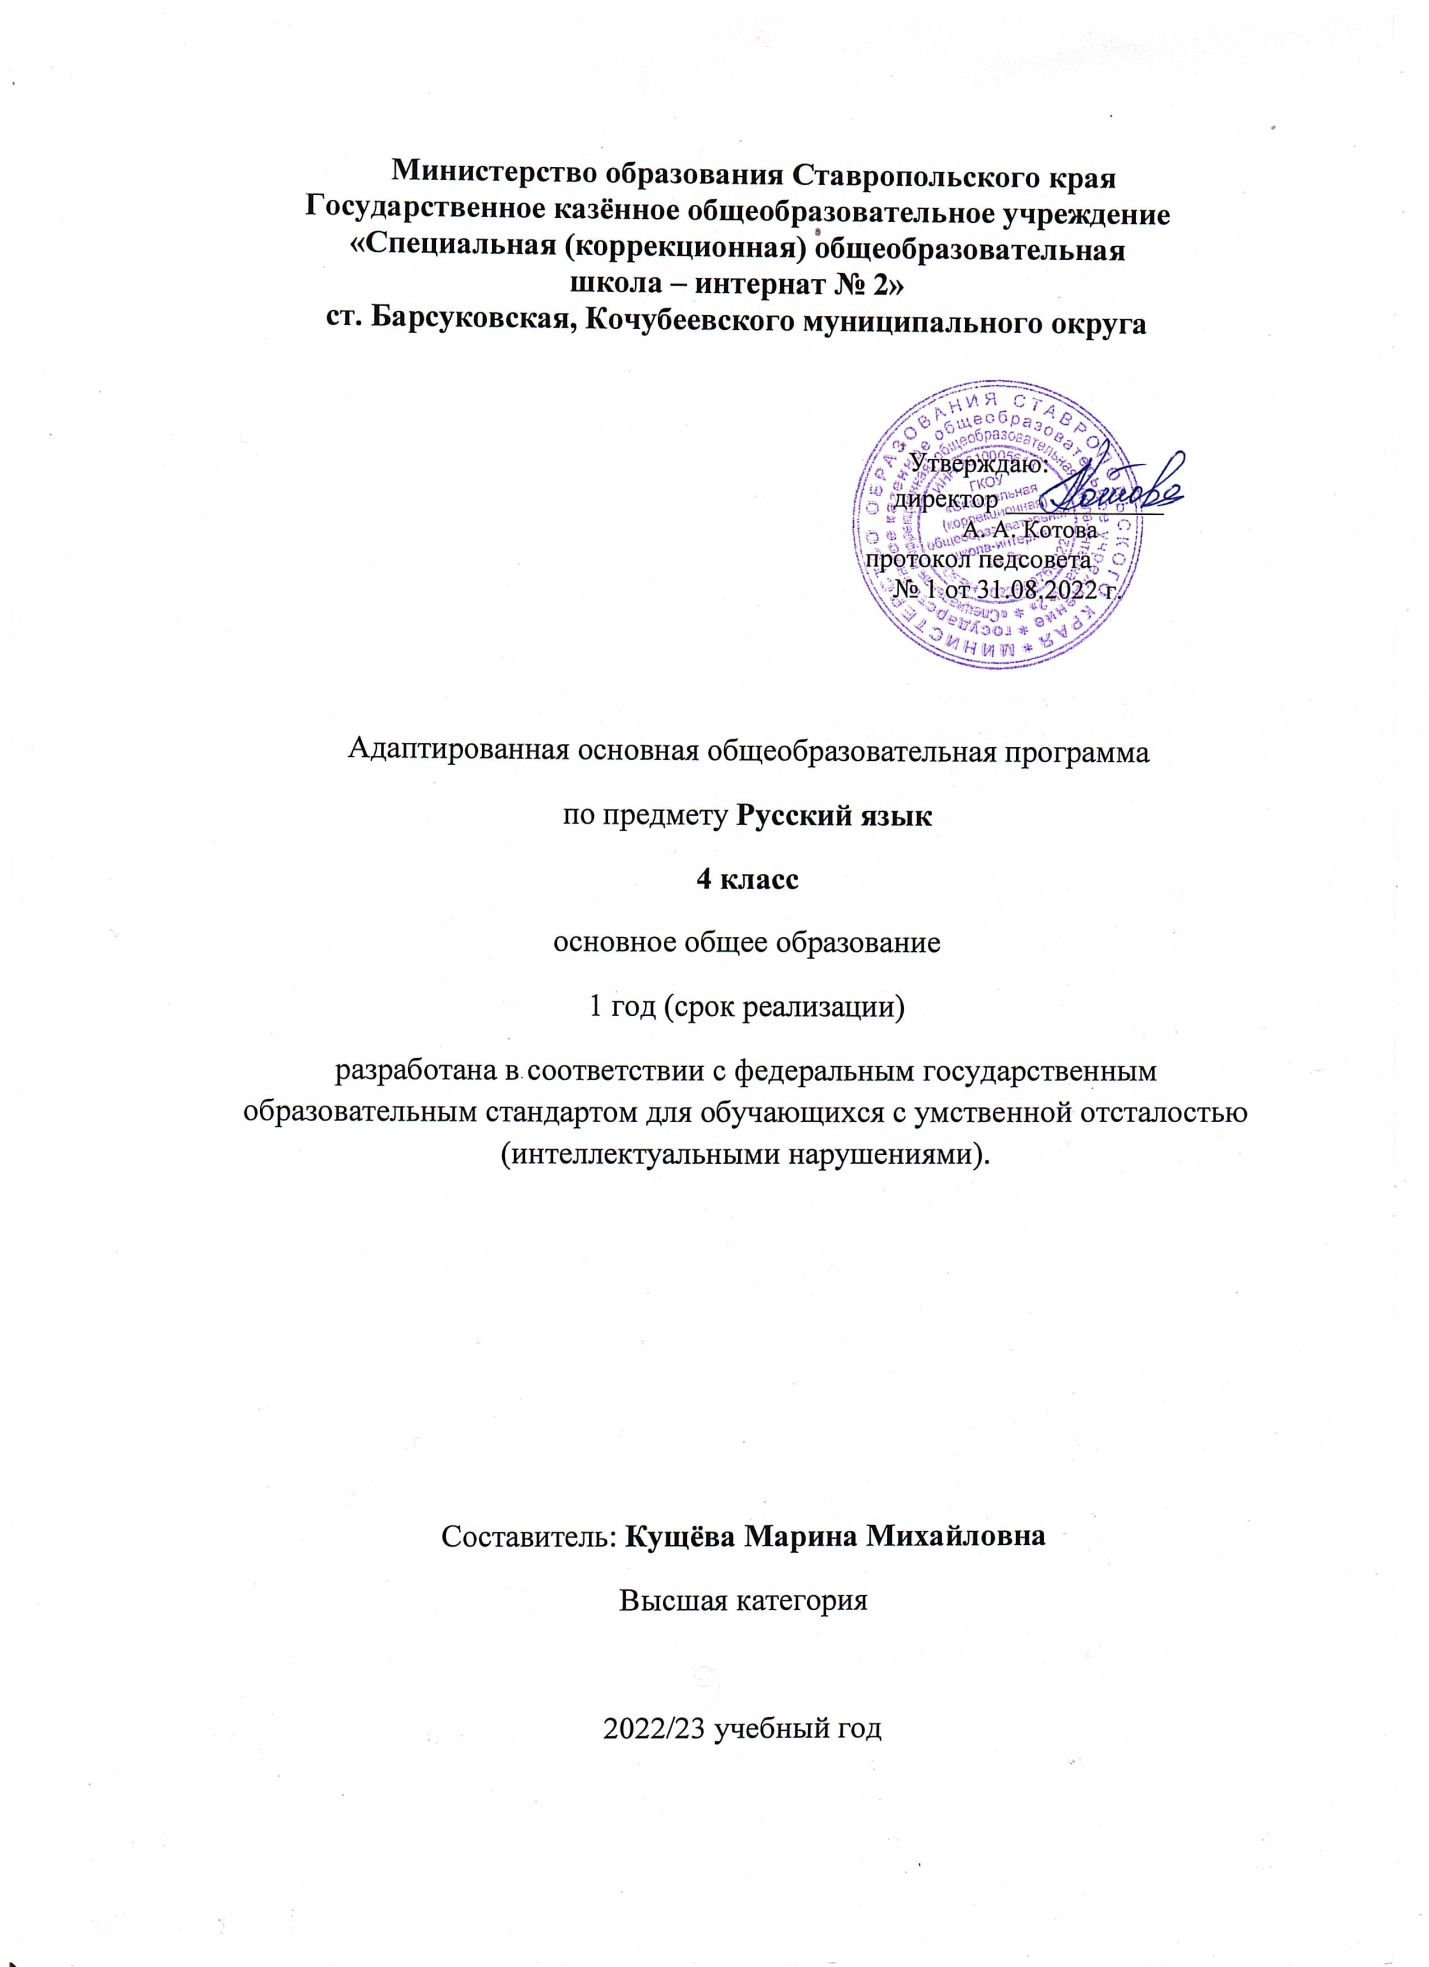 Министерство образования Ставропольского края
Государственное казённое общеобразовательное учреждение
«Специальная (коррекционная) общеобразовательная
школа – интернат № 2»
ст. Барсуковская, Кочубеевского муниципального округа
Утверждаю:
директор
А. А. Котова
протокол педсовета
№ 1 от 31.08.2022 г.
Адаптированная основная общеобразовательная программа
по предмету Русский язык
4 класс
основное общее образование
1 год (срок реализации)
разработана в соответствии с федеральным государственным
образовательным стандартом для обучающихся с умственной отсталостью
(интеллектуальными нарушениями).
Составитель: Кущёва Марина Михайловна
Высшая категория
2022/23 учебный год